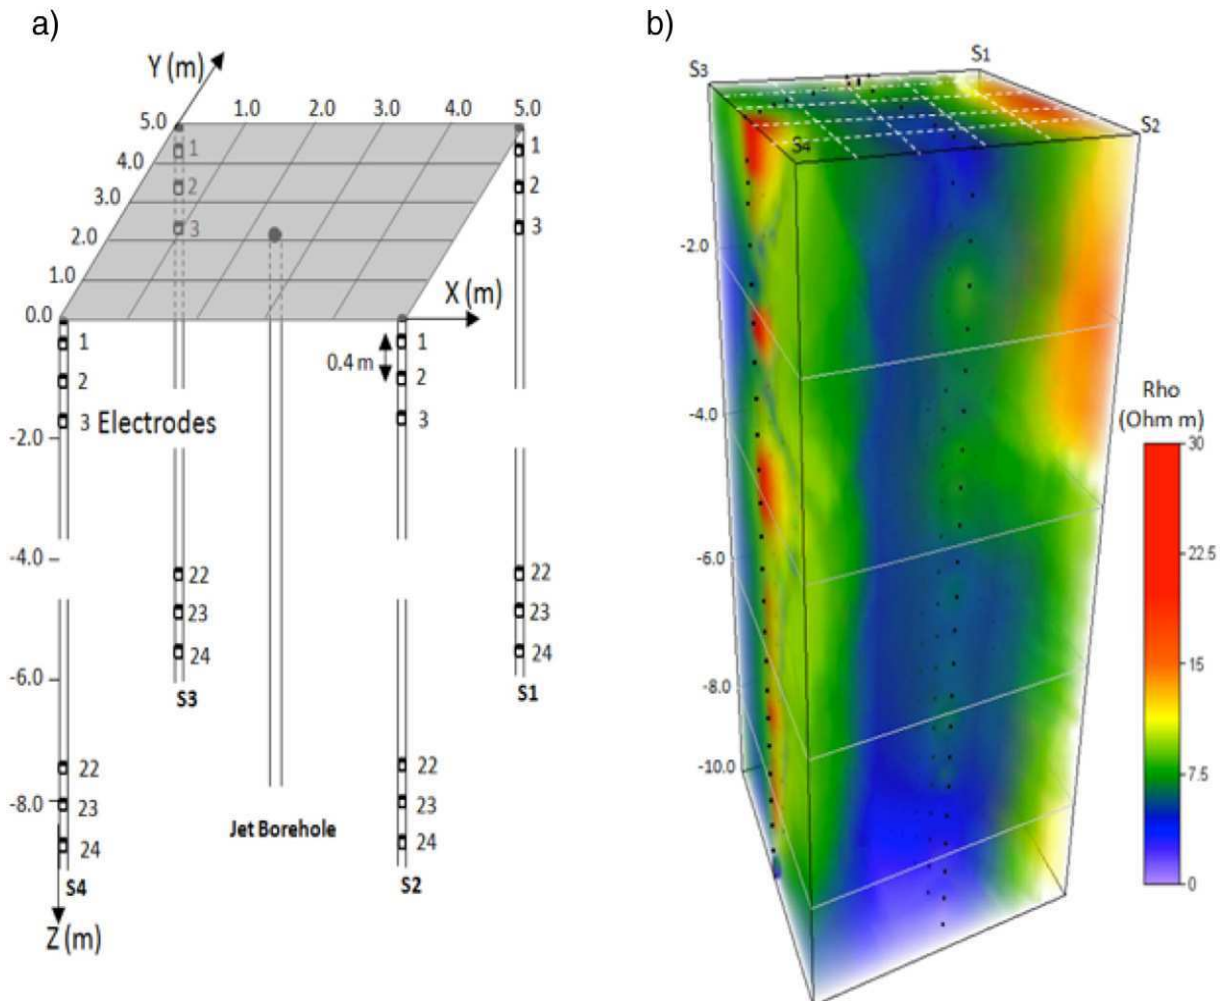 a)
Y (m)
1.0 2.0 3.0 4.0 5.0
5.0
4.0
3.0
2.0
1.0
0.0
1
2
3
1
2
3
X (m)
1
2
3
0.4 m
1
2
3
Electrodes
-2.0
-4.0
-6.0
-8.0
22
23
24
S3
22
23
24
S1
22
23
24
S4
Jet Borehole
22
23
24
S2
Z (m)
b)
S3
S1
S4
S2
-2.0
-4.0
-6.0
-8.0
-10.0
Rho
(Ohm m)
30
22.5
15
7.5
0